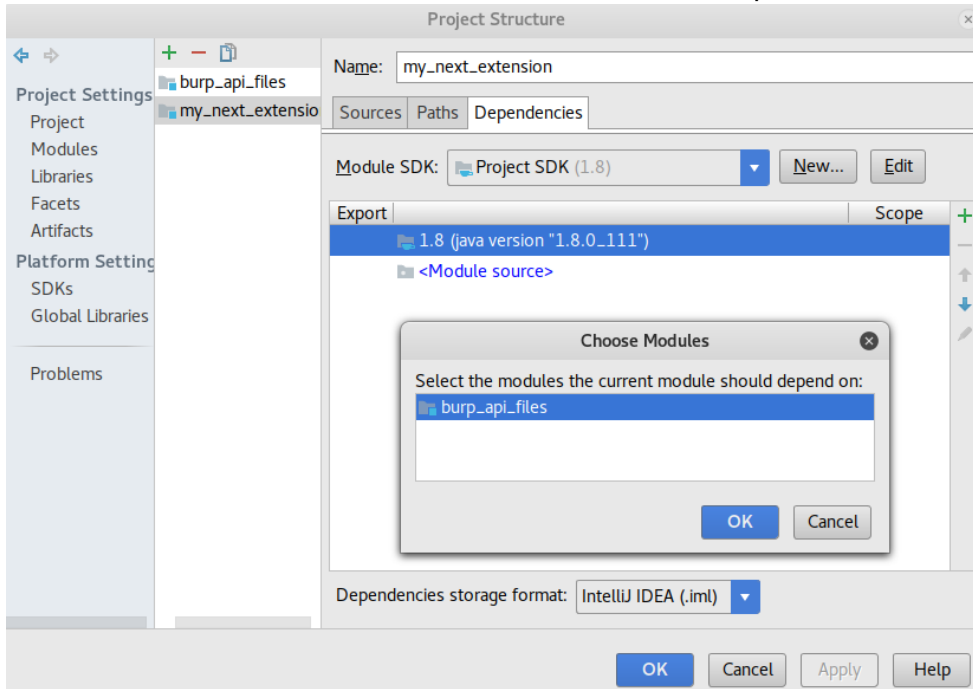 Project Structure
Project Settings
Project
Modules
Libraries
Facets
Artifacts
Platform Setting
SDKs
Global Libraries
Problems
burp_api_files
my_next_extensio
Name: my_next_extension
Sources Paths Dependencies
Module SDK: Project SDK (1.8) New... Edit
Export Scope
1.8 (java version "1.8.0_111")
<Module source>
Choose Modules
Select the modules the current module should depend on:
burp_api_files
OK Cancel
Dependencies storage format: IntelliJ IDEA (.iml)
OK Cancel Apply Help